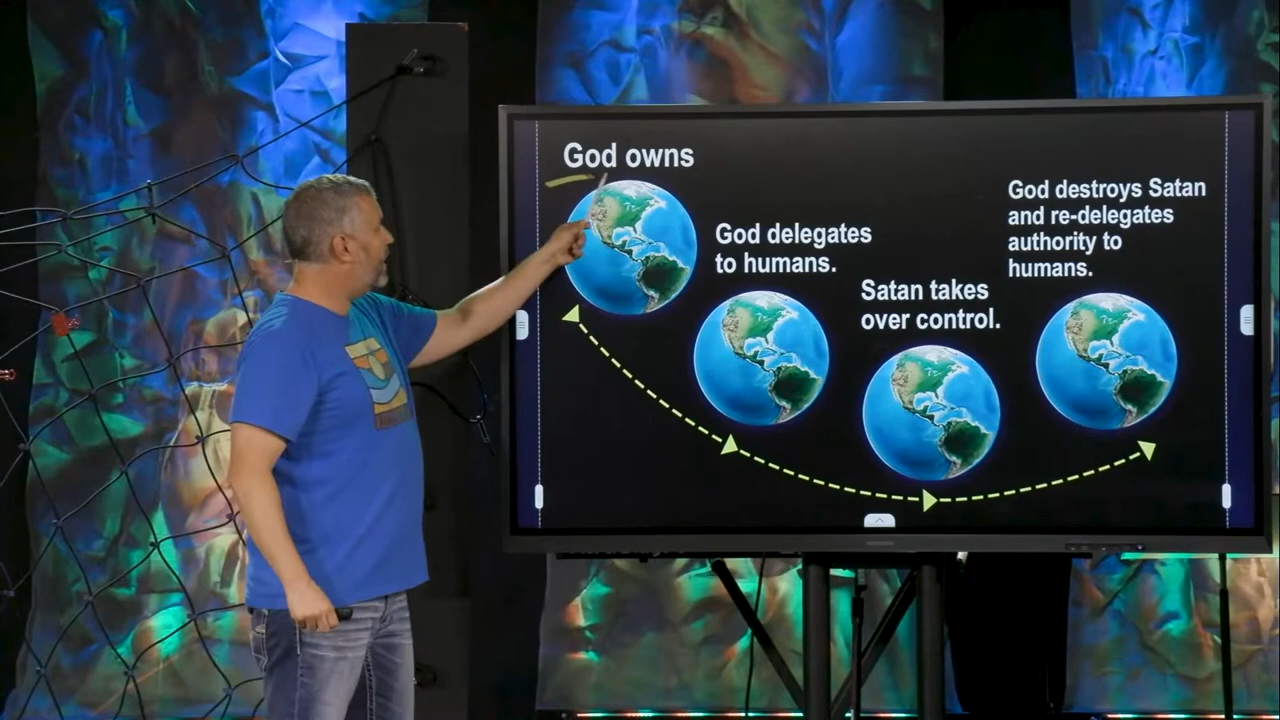 God owns
God delegates
to humans.
Satan takes
over control.
God destroys Satan
and re-delegates
authority to
humans.